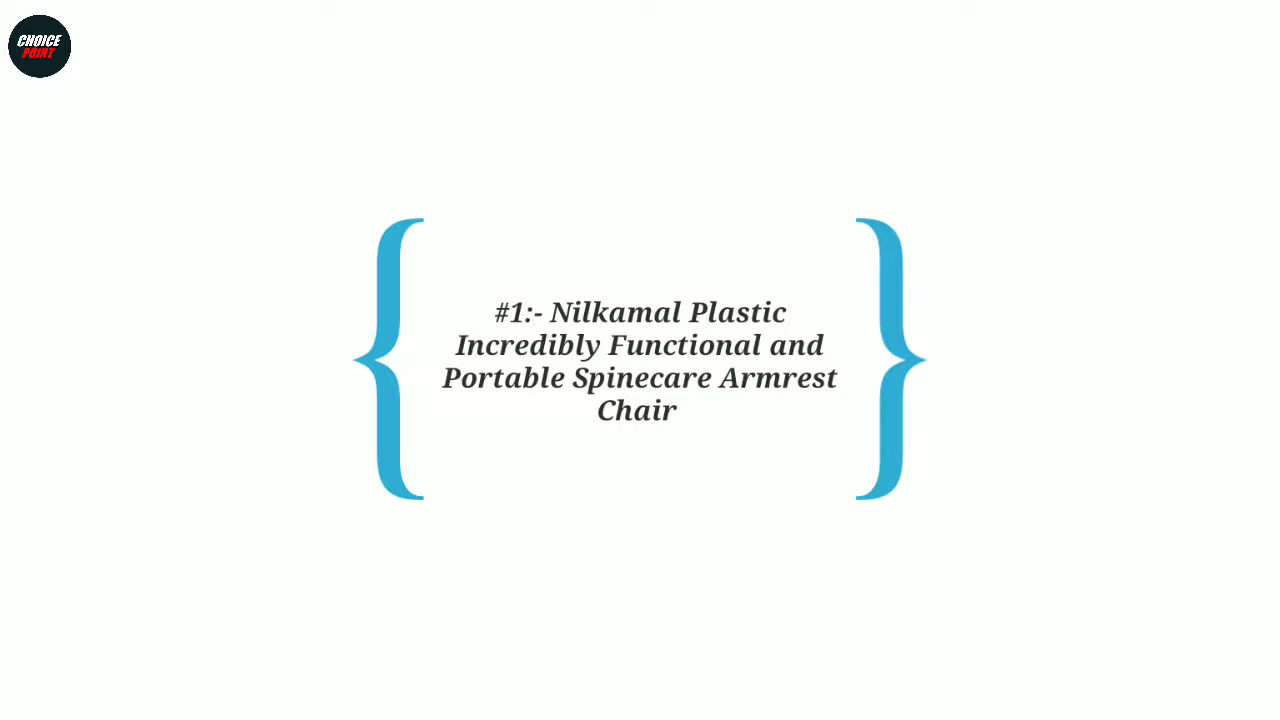 CHOICE
POINT
#1:- Nilkamal Plastic
Incredibly Functional and
Portable Spinecare Armrest
Chair